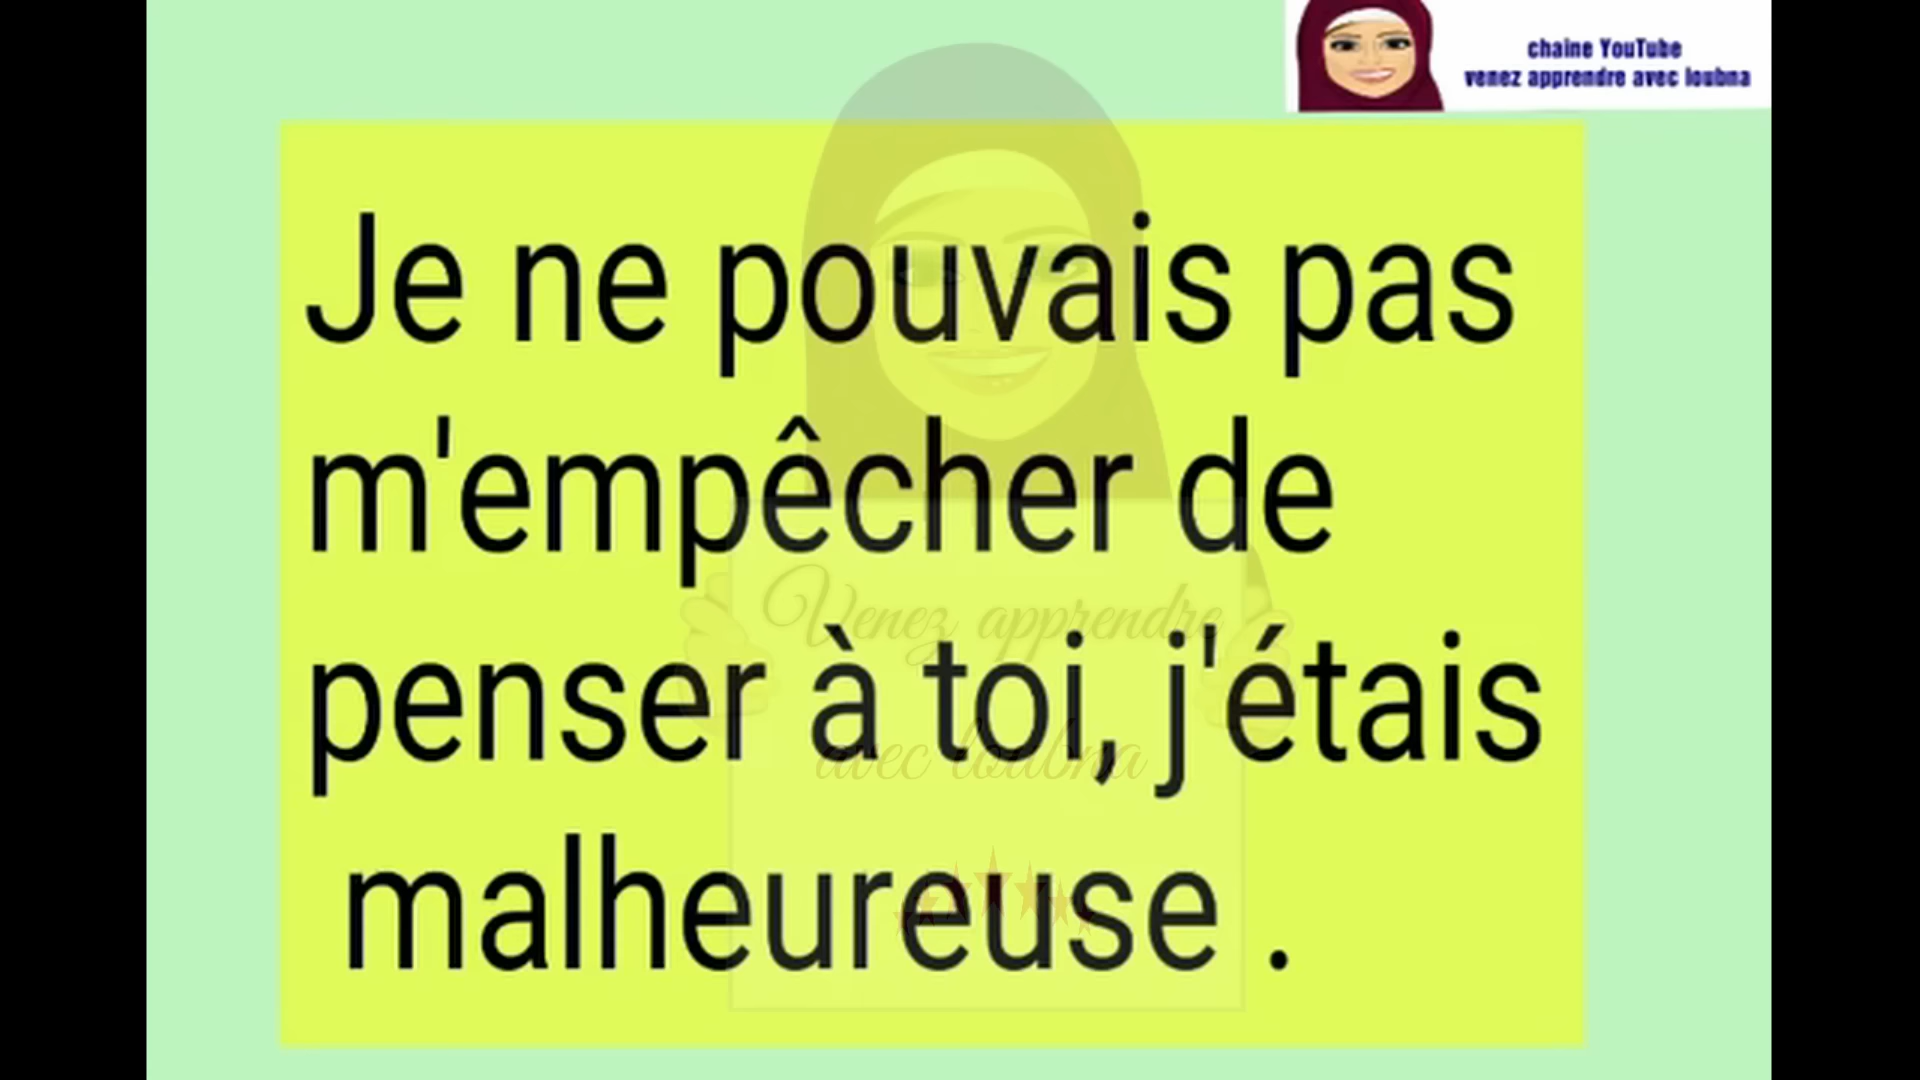 chaine YouTube
venez apprendre avec loubna
Je ne pouvais pas
m'empêcher de
penser à toi, j'étais
malheureuse .
Venez apprendre
avec loubna